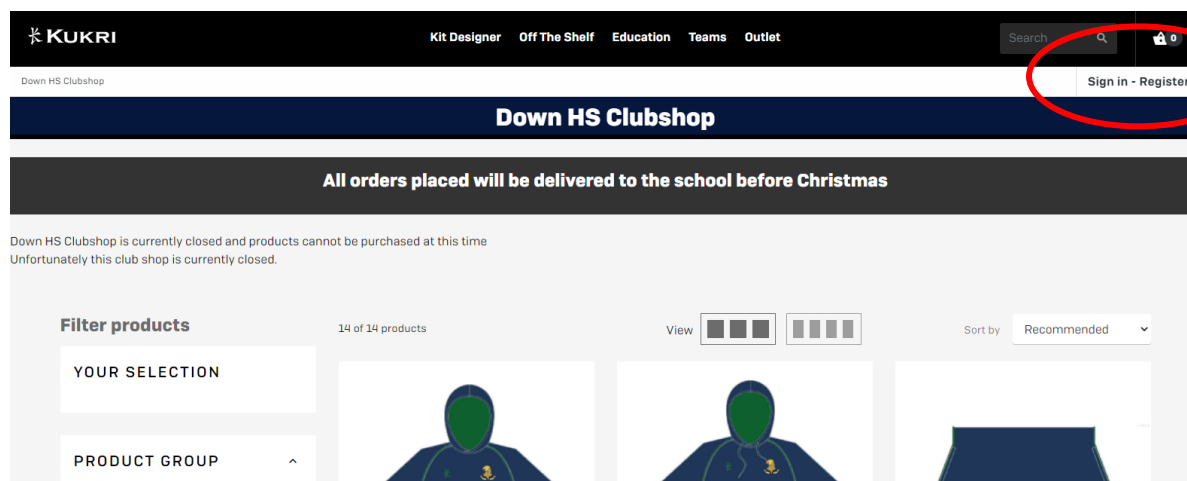 KUKRI
Kit Designer Off The Shelf Education Teams Outlet
Search
0
Down HS Clubshop
Sign in - Register
Down HS Clubshop
All orders placed will be delivered to the school before Christmas
Down HS Clubshop is currently closed and products cannot be purchased at this time
Unfortunately this club shop is currently closed.
Filter products
14 of 14 products
View
Sort by Recommended
YOUR SELECTION
PRODUCT GROUP